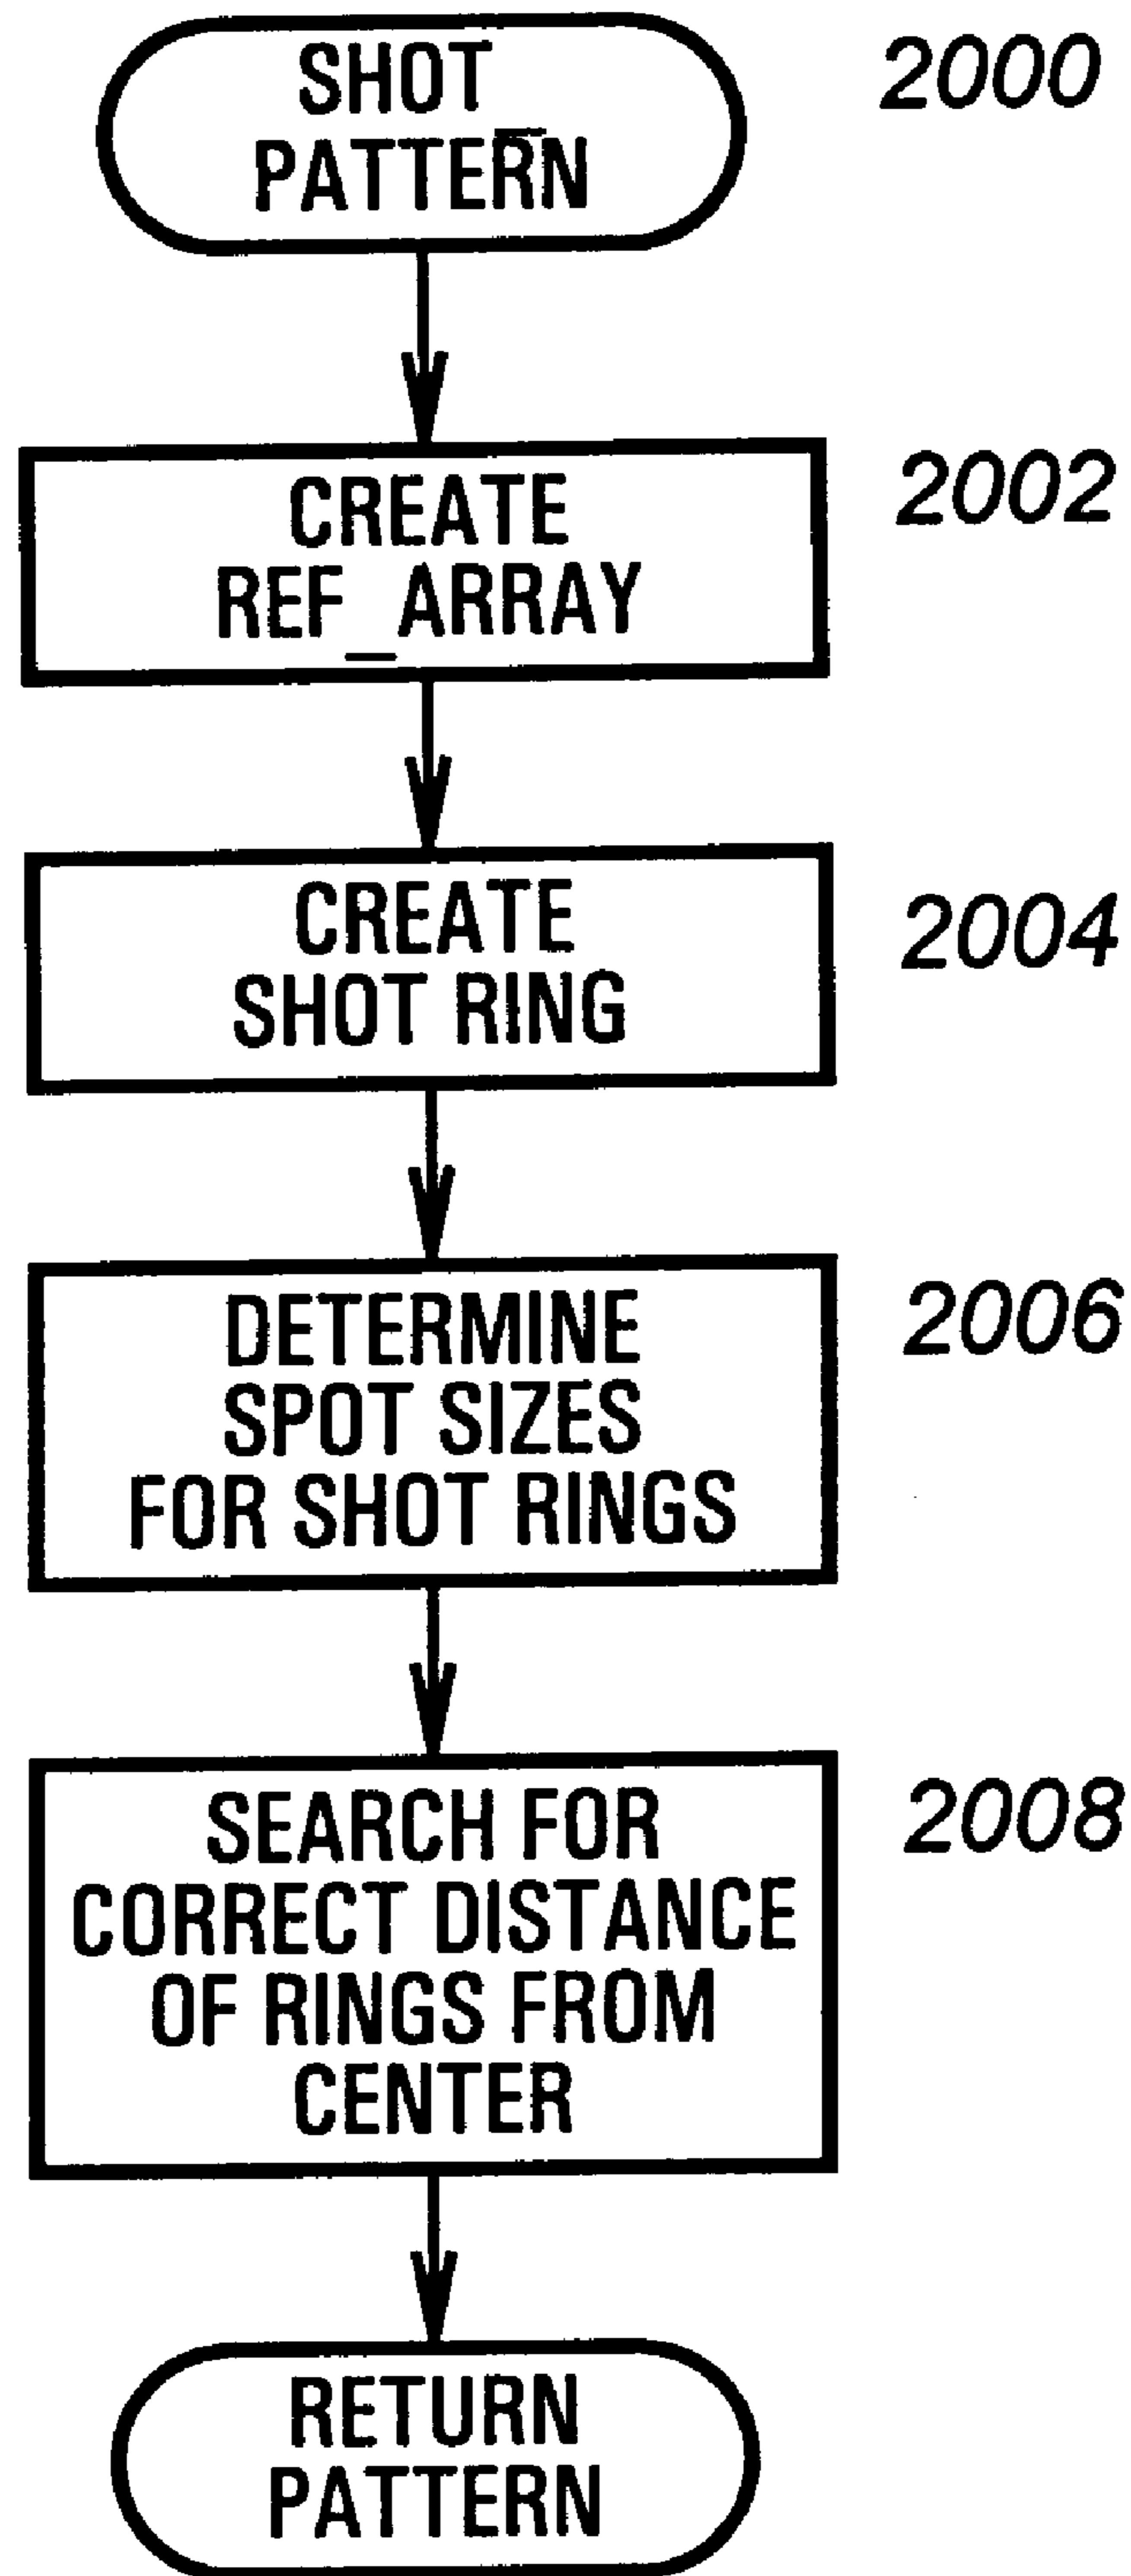 SHOT_
PATTERN
2000
CREATE
REF_ARRAY
2002
CREATE
SHOT RING
2004
DETERMINE
SPOT SIZES
FOR SHOT RINGS
2006
SEARCH FOR
CORRECT DISTANCE
OF RINGS FROM
CENTER
2008
RETURN
PATTERN